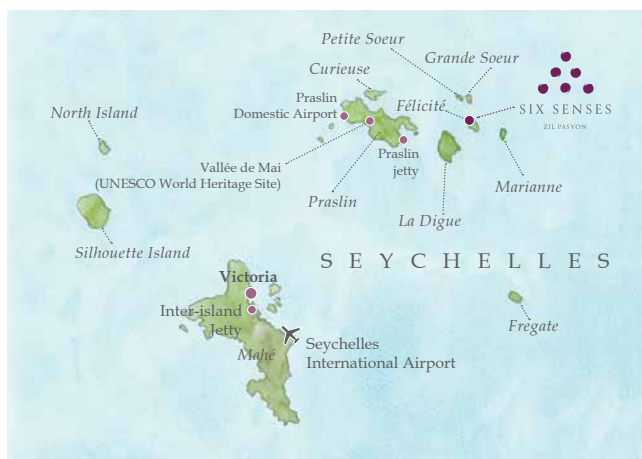 Petite Soeur
Grande Soeur
Curieuse
Praslin
Domestic Airport
Félicité
SIX SENSES
ZIL PASYON
North Island
Vallée de Mai
(UNESCO World Heritage Site)
Praslin
jetty
Marianne
Praslin
La Digue
Silhouette Island
SEYCHELLES
Victoria
Inter-island
Jetty
Fregate
Mahé
Seychelles
International Airport